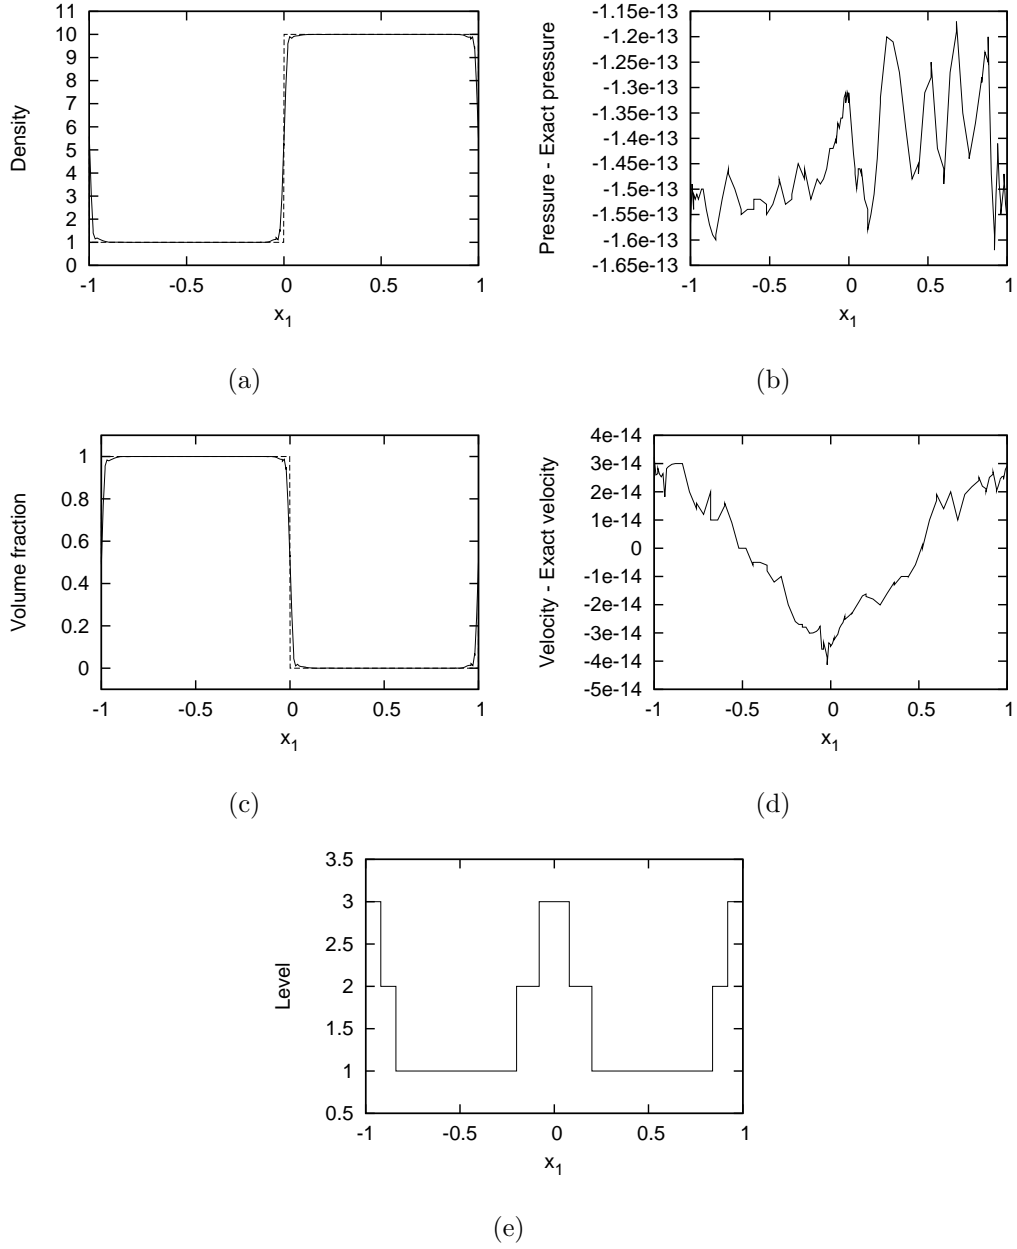 11
10
9
8
7
6
5
4
3
2
1
0
Density
-1 -0.5 0 0.5 1
x1
(a)
-1.15e-13
-1.2e-13
-1.25e-13
-1.3e-13
-1.35e-13
-1.4e-13
-1.45e-13
-1.5e-13
-1.55e-13
-1.6e-13
-1.65e-13
Pressure - Exact pressure
-1 -0.5 0 0.5 1
x1
(b)
1
0.8
0.6
0.4
0.2
0
Volume fraction
-1 -0.5 0 0.5 1
x1
(c)
4e-14
3e-14
2e-14
1e-14
0
-1e-14
-2e-14
-3e-14
-4e-14
-5e-14
Velocity - Exact velocity
-1 -0.5 0 0.5 1
x1
(d)
3.5
3
2.5
2
1.5
1
0.5
Level
-1 -0.5 0 0.5 1
x1
(e)